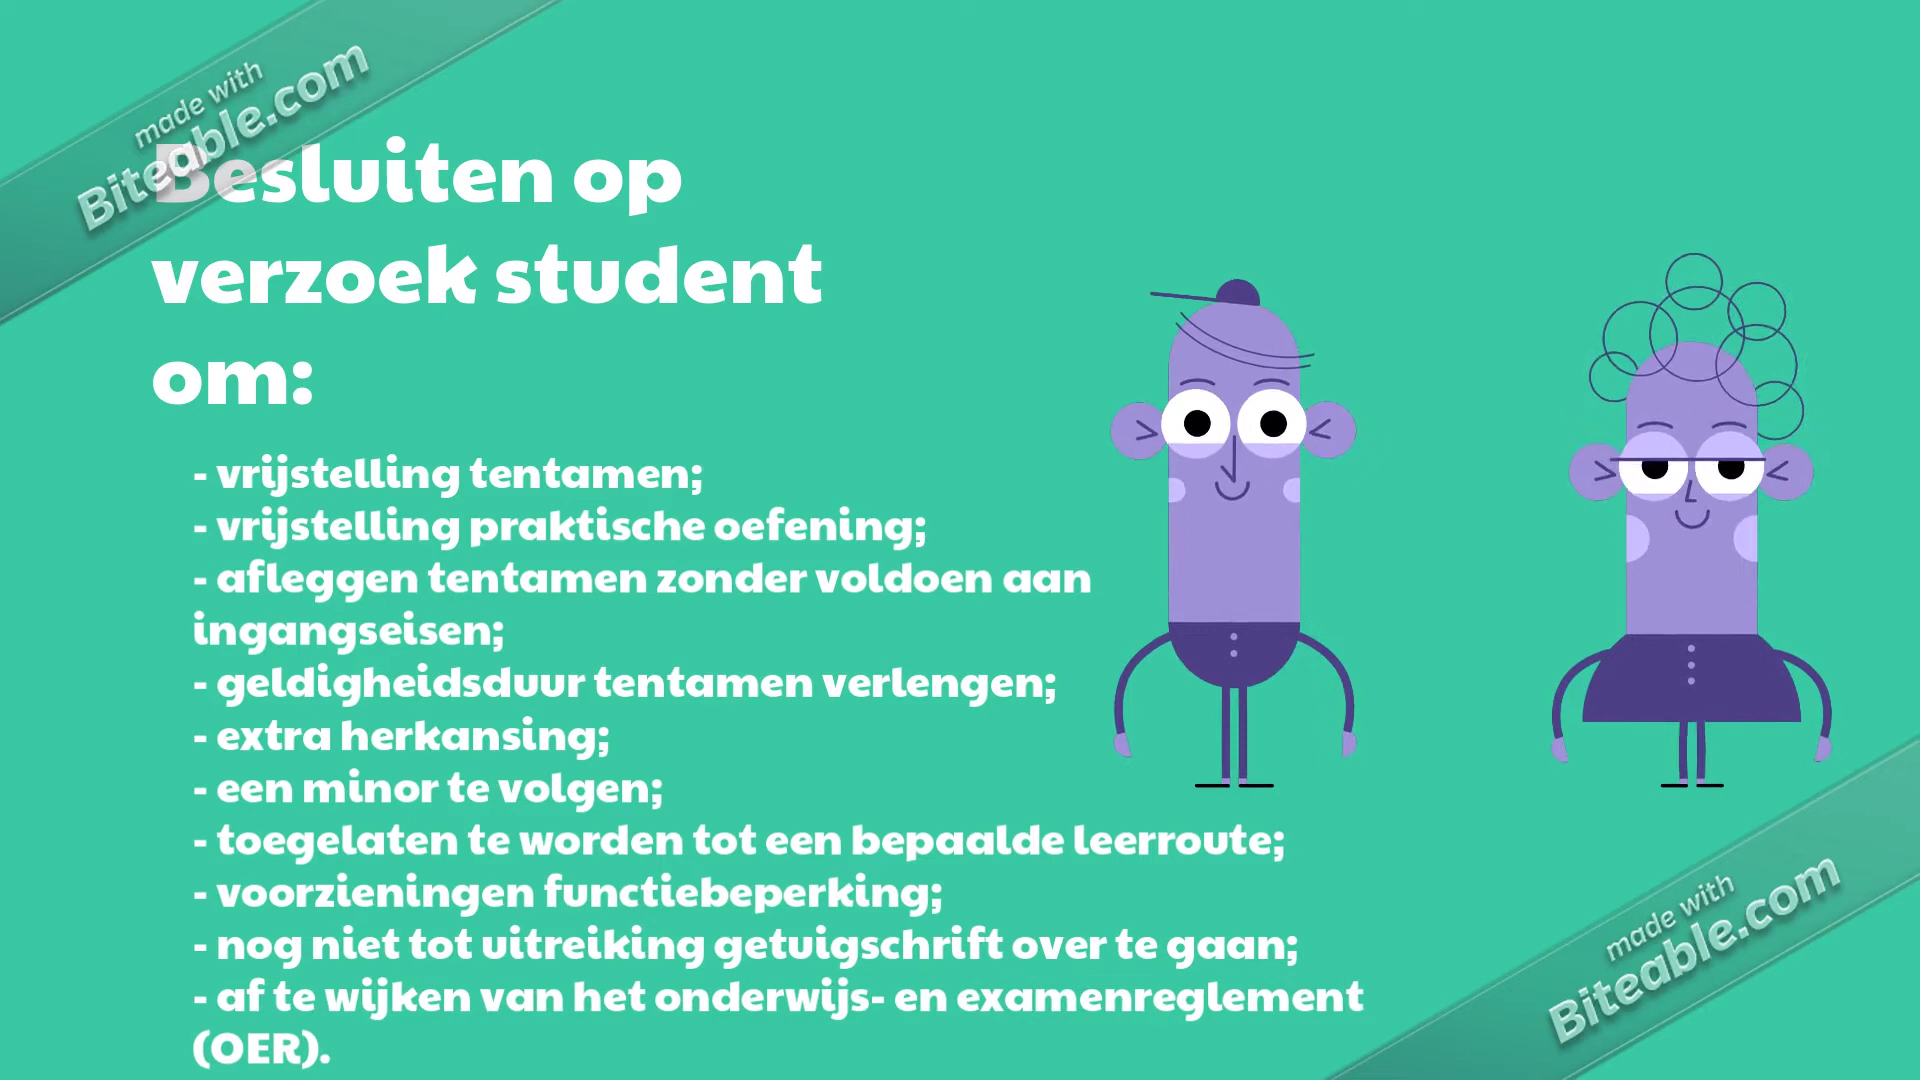 made with
Biteable.com
Besluiten op
verzoek student
om:
- vrijstelling tentamen;
- vrijstelling praktische oefening;
- afleggen tentamen zonder voldoen aan
ingangseisen;
- geldigheidsduur tentamen verlengen;
- extra herkansing;
- een minor te volgen;
- toegelaten te worden tot een bepaalde leerroute;
- voorzieningen functiebeperking;
- nog niet tot uitreiking getuigschrift over te gaan;
- af te wijken van het onderwijs- en examenreglement
(OER).
made with
Biteable.com